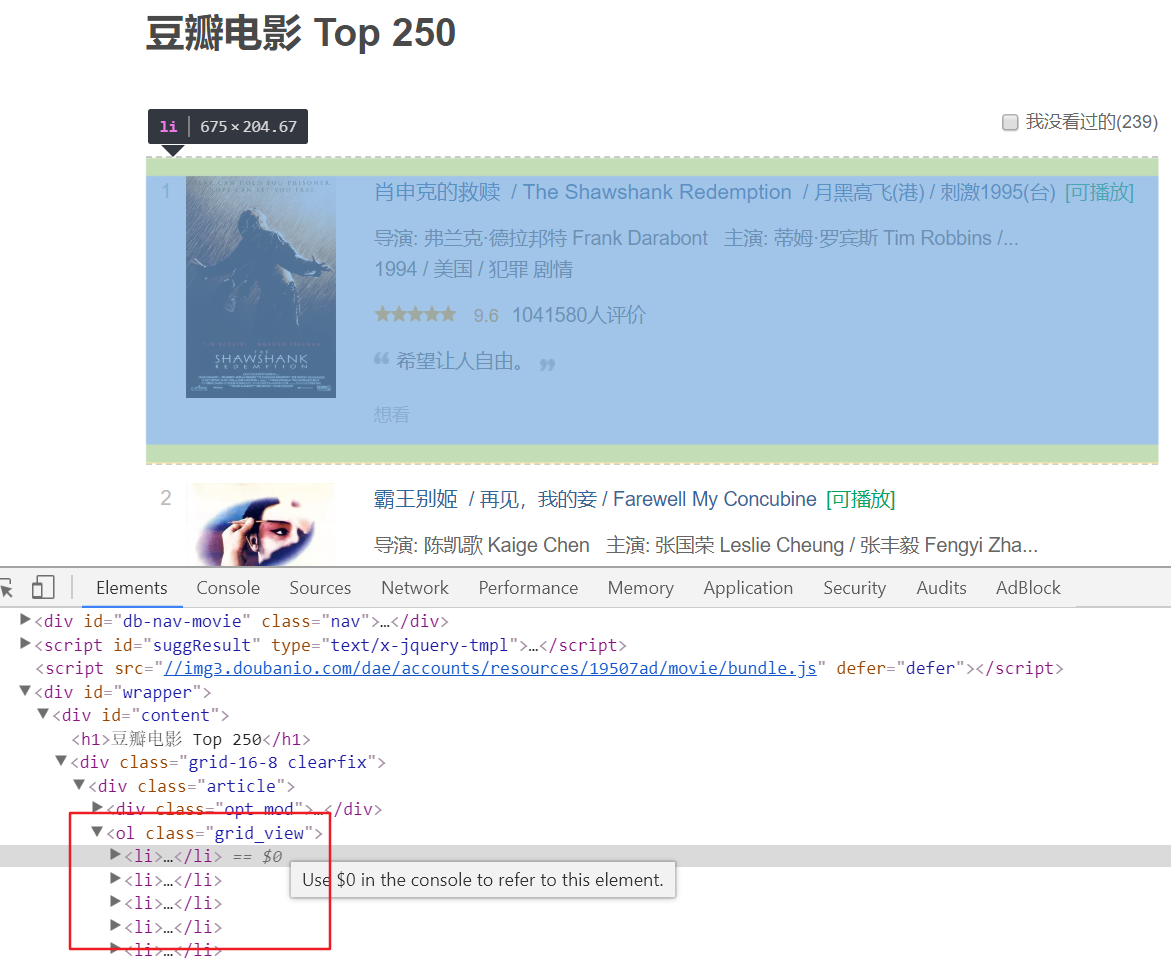 豆瓣电影 Top 250
li 675×204.67
我没看过的(239)
1
肖申克的救赎 / The Shawshank Redemption / 月黑高飞(港) / 刺激1995(台) [可播放]
导演: 弗兰克·德拉邦特 Frank Darabont 主演: 蒂姆·罗宾斯 Tim Robbins /...
1994 / 美国 / 犯罪 剧情
9.6 1041580人评价
“ 希望让人自由。 ”
想看
THE
SHAWSHANK
REDEMPTION
2
霸王别姬 / 再见，我的妾 / Farewell My Concubine [可播放]
导演: 陈凯歌 Kaige Chen 主演: 张国荣 Leslie Cheung / 张丰毅 Fengyi Zha...
Elements Console Sources Network Performance Memory Application Security Audits AdBlock
<div id="db-nav-movie" class="nav">…</div>
<script id="suggResult" type="text/x-jquery-tmpl">…</script>
<script src="//img3.doubanio.com/dae/accounts/resources/19507ad/movie/bundle.js" defer="defer"></script>
<div id="wrapper">
<div id="content">
<h1>豆瓣电影 Top 250</h1>
<div class="grid-16-8 clearfix">
<div class="article">
<div class="opt mod">…</div>
<ol class="grid_view">
<li>…</li> == $0
<li>…</li>
Use $0 in the console to refer to this element.
<li>…</li>
<li>…</li>
<li>…</li>